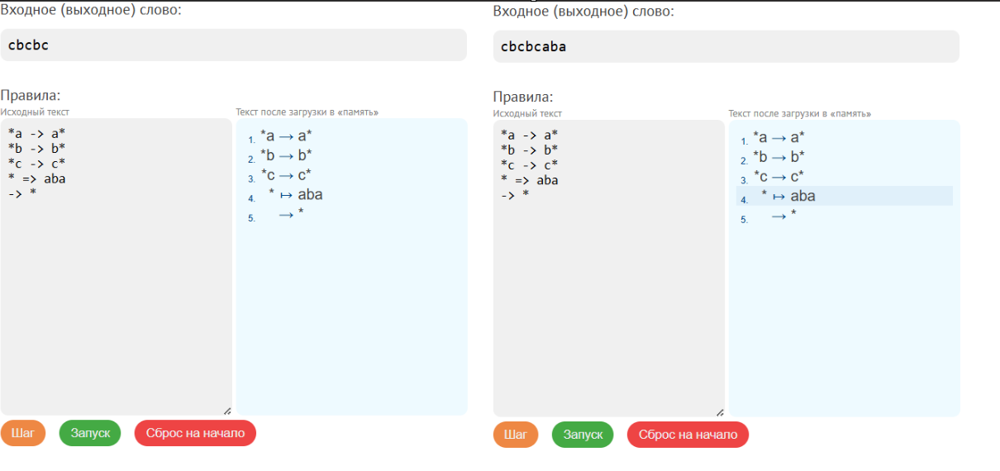 Входное (выходное) слово:
cbcbc
Правила:
Исходный текст
Текст после загрузки в «память»
*a -> a*
*b -> b*
*c -> c*
* => aba
-> *
1. *a → a*
2. *b → b*
3. *c → c*
4. * ↦ aba
5. → *
Шаг
Запуск
Сброс на начало
Входное (выходное) слово:
cbcbcaba
Правила:
Исходный текст
Текст после загрузки в «память»
*a -> a*
*b -> b*
*c -> c*
* => aba
-> *
1. *a → a*
2. *b → b*
3. *c → c*
4. * ↦ aba
5. → *
Шаг
Запуск
Сброс на начало